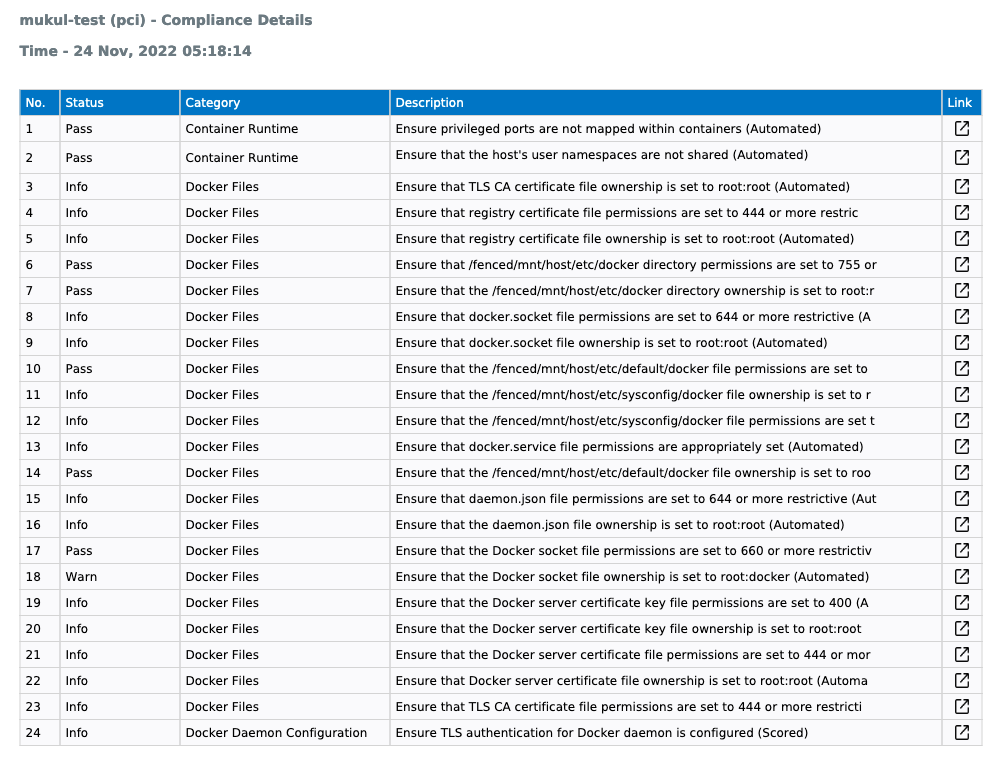 mukul-test (pci) - Compliance Details
Time - 24 Nov, 2022 05:18:14
No. Status Category Description Link
1 Pass Container Runtime Ensure privileged ports are not mapped within containers (Automated)
2 Pass Container Runtime Ensure that the host's user namespaces are not shared (Automated)
3 Info Docker Files Ensure that TLS CA certificate file ownership is set to root:root (Automated)
4 Info Docker Files Ensure that registry certificate file permissions are set to 444 or more restric
5 Info Docker Files Ensure that registry certificate file ownership is set to root:root (Automated)
6 Pass Docker Files Ensure that /fenced/mnt/host/etc/docker directory permissions are set to 755 or
7 Pass Docker Files Ensure that the /fenced/mnt/host/etc/docker directory ownership is set to root:r
8 Info Docker Files Ensure that docker.socket file permissions are set to 644 or more restrictive (A
9 Info Docker Files Ensure that docker.socket file ownership is set to root:root (Automated)
10 Pass Docker Files Ensure that the /fenced/mnt/host/etc/default/docker file permissions are set to
11 Info Docker Files Ensure that the /fenced/mnt/host/etc/sysconfig/docker file ownership is set to r
12 Info Docker Files Ensure that the /fenced/mnt/host/etc/sysconfig/docker file permissions are set t
13 Info Docker Files Ensure that docker.service file permissions are appropriately set (Automated)
14 Pass Docker Files Ensure that the /fenced/mnt/host/etc/default/docker file ownership is set to roo
15 Info Docker Files Ensure that daemon.json file permissions are set to 644 or more restrictive (Aut
16 Info Docker Files Ensure that the daemon.json file ownership is set to root:root (Automated)
17 Pass Docker Files Ensure that the Docker socket file permissions are set to 660 or more restrictiv
18 Warn Docker Files Ensure that the Docker socket file ownership is set to root:docker (Automated)
19 Info Docker Files Ensure that the Docker server certificate key file permissions are set to 400 (A
20 Info Docker Files Ensure that the Docker server certificate key file ownership is set to root:root
21 Info Docker Files Ensure that the Docker server certificate file permissions are set to 444 or mor
22 Info Docker Files Ensure that Docker server certificate file ownership is set to root:root (Automa
23 Info Docker Files Ensure that TLS CA certificate file permissions are set to 444 or more restricti
24 Info Docker Daemon Configuration Ensure TLS authentication for Docker daemon is configured (Scored)